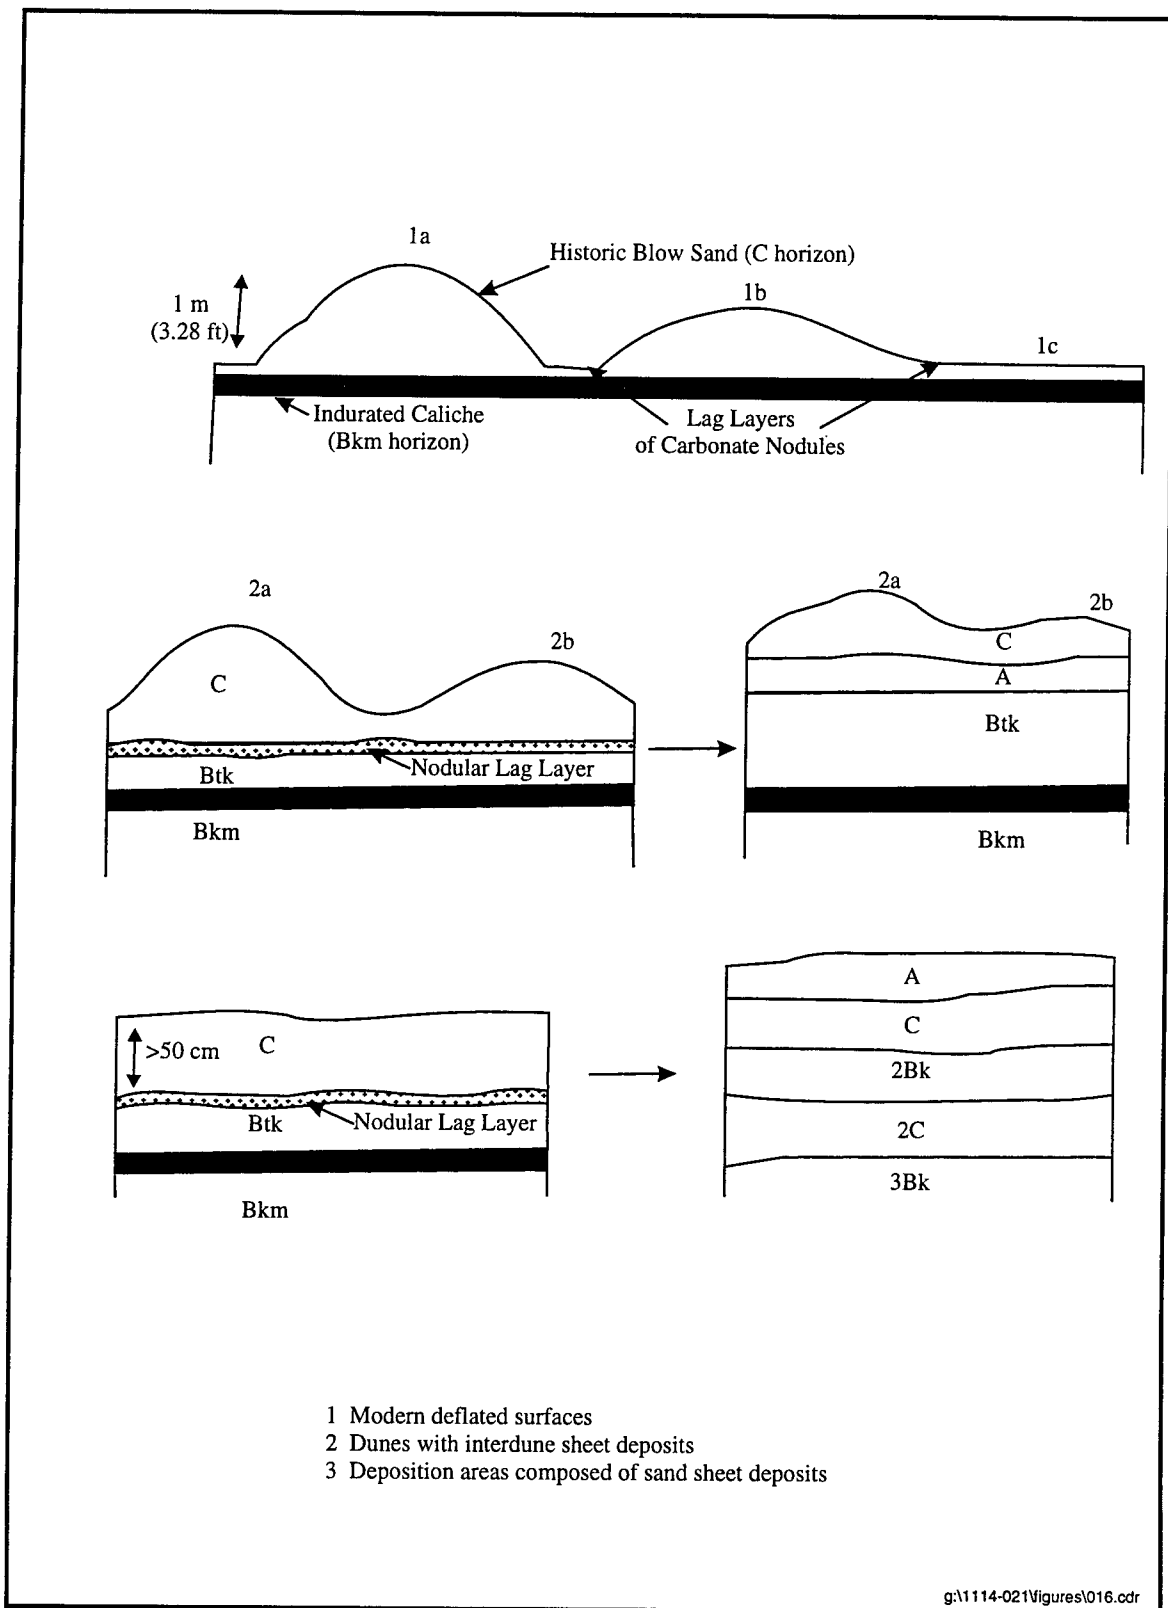 1a
Historic Blow Sand (C horizon)
1 m
(3.28 ft)
1b
1c
Indurated Caliche
(Bkm horizon)
Lag Layers
of Carbonate Nodules
2a
2b
C
Nodular Lag Layer
Btk
Bkm
2a
2b
C
A
Btk
Bkm
>50 cm
C
Btk
Nodular Lag Layer
Bkm
A
C
2Bk
2C
3Bk
1 Modern deflated surfaces
2 Dunes with interdune sheet deposits
3 Deposition areas composed of sand sheet deposits
g:\1114-021\figures\016.cdr